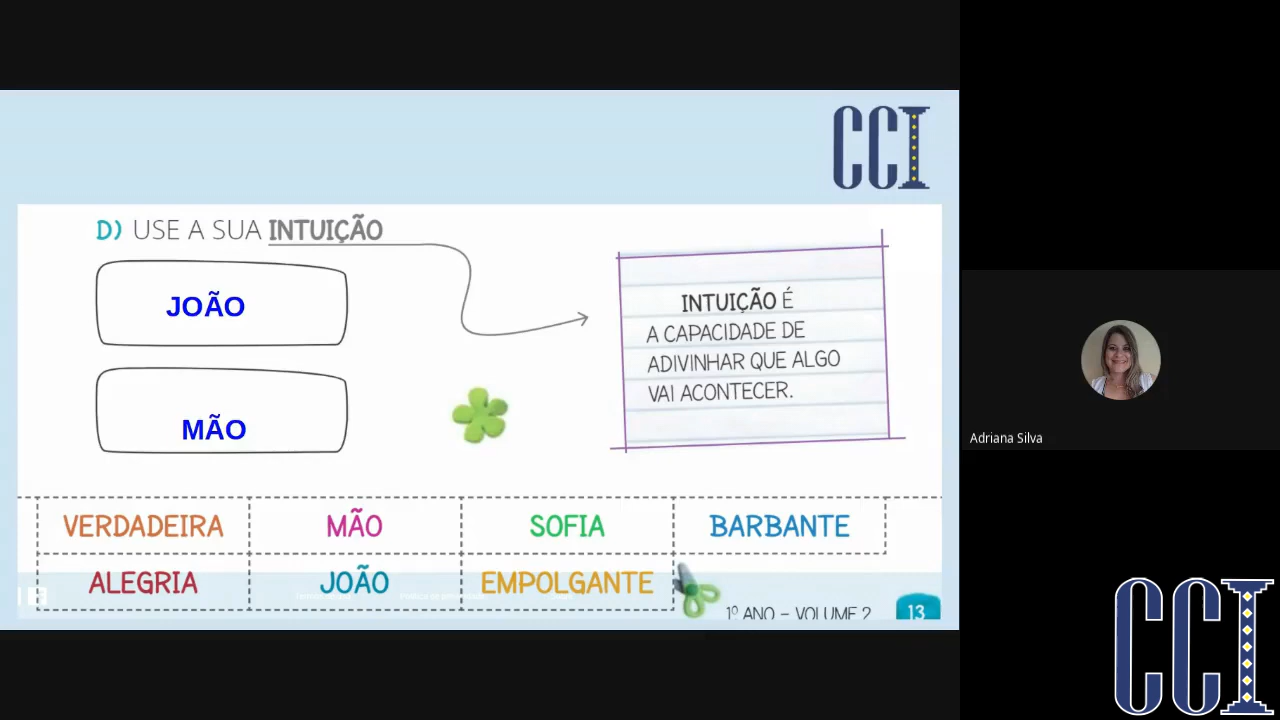 CCI
D) USE A SUA INTUIÇÃO
JOÃO
MÃO
INTUIÇÃO É
A CAPACIDADE DE
ADIVINHAR QUE ALGO
VAI ACONTECER.
VERDADEIRA MÃO SOFIA BARBANTE
ALEGRIA JOÃO EMPOLGANTE
1º ANO – VOLUME 2 13
Adriana Silva
CCI